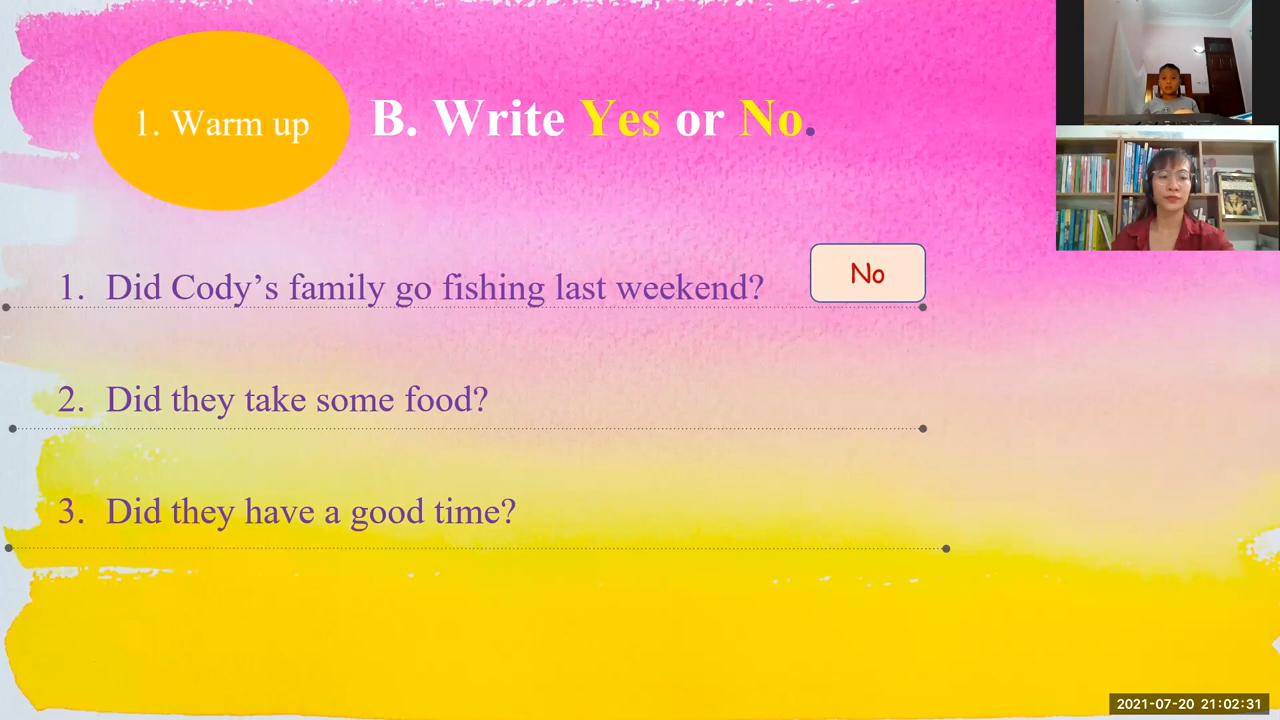 1. Warm up
B. Write Yes or No.
1. Did Cody’s family go fishing last weekend?
No
2. Did they take some food?
3. Did they have a good time?
2021-07-20 21:02:31